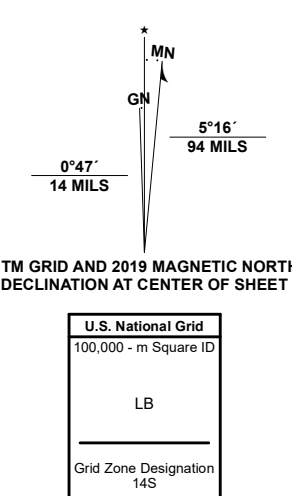 ★
MN
GN
5°16´
94 MILS
0°47´
14 MILS
TM GRID AND 2019 MAGNETIC NORTH
DECLINATION AT CENTER OF SHEET
U.S. National Grid
100,000 - m Square ID
LB
Grid Zone Designation
14S